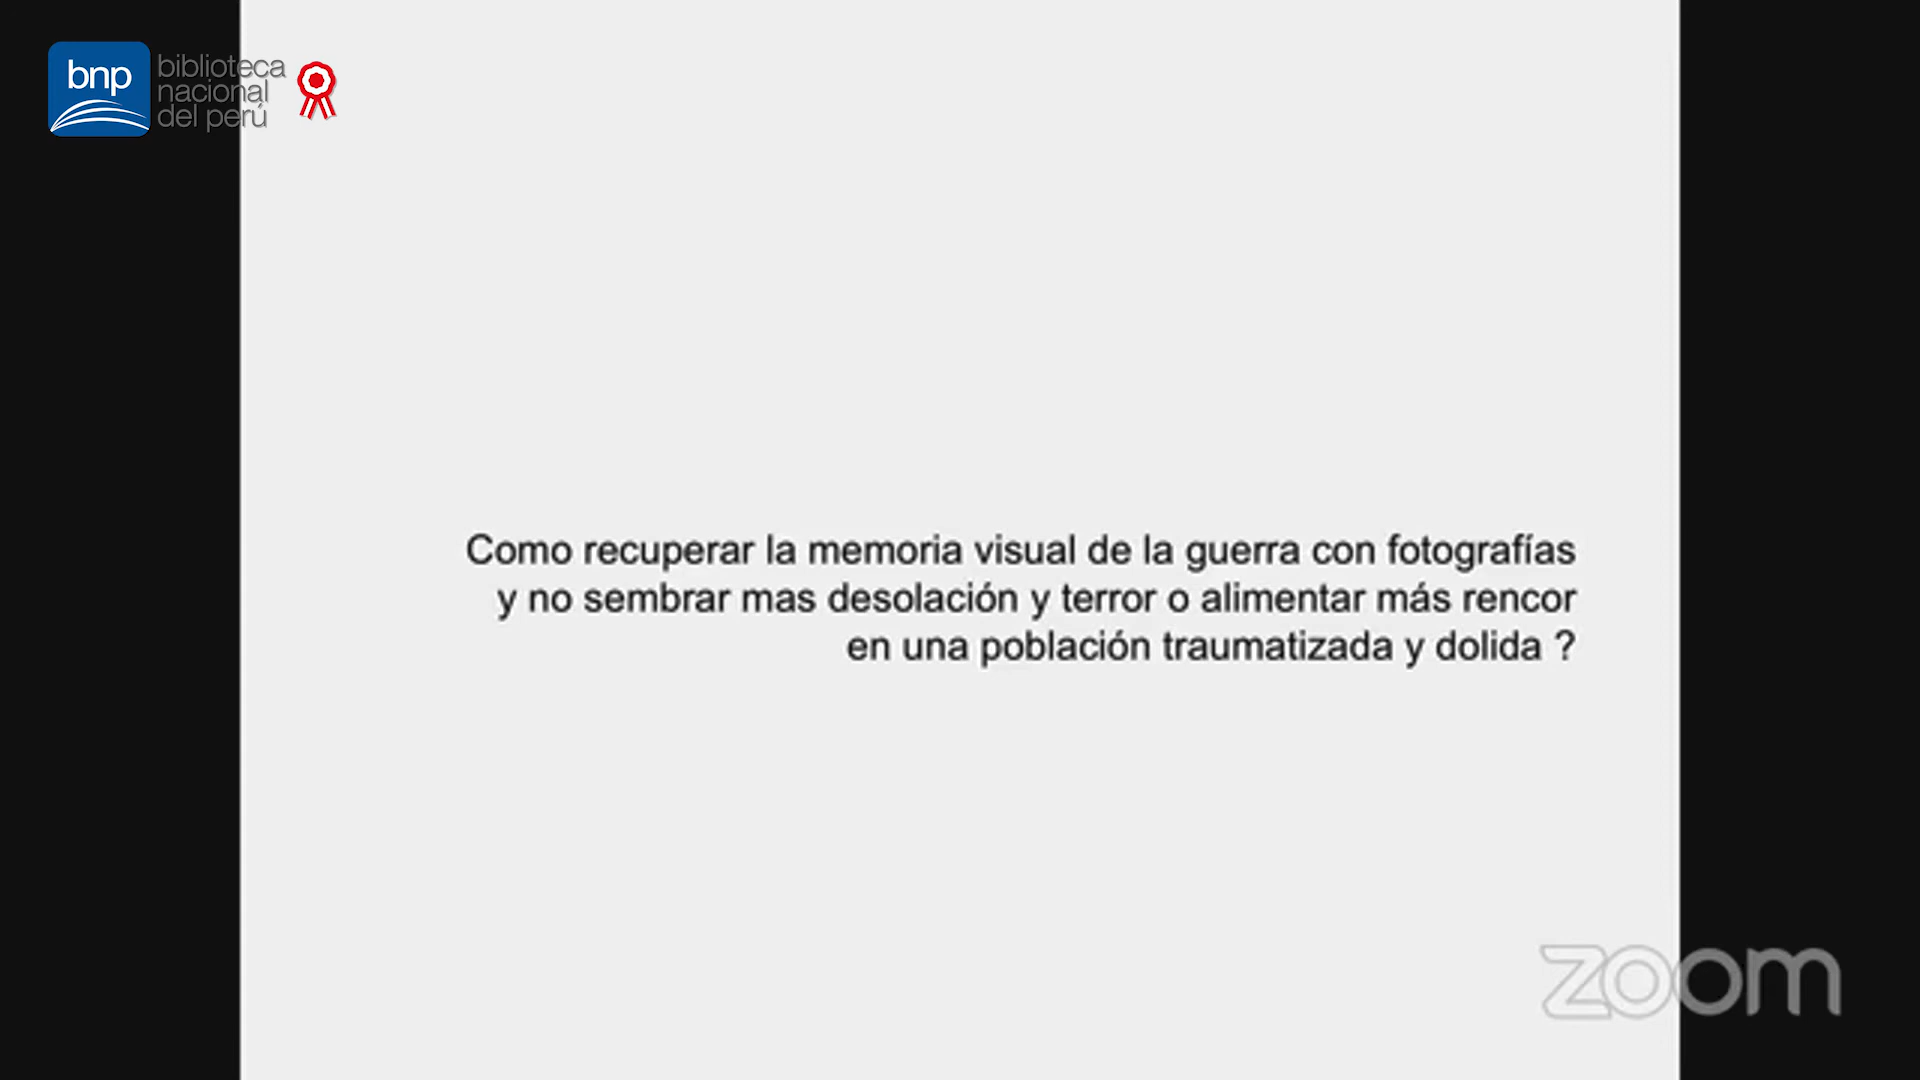 bnp
biblioteca
nacional
del perú
Como recuperar la memoria visual de la guerra con fotografías
y no sembrar mas desolación y terror o alimentar más rencor
en una población traumatizada y dolida ?
zoom